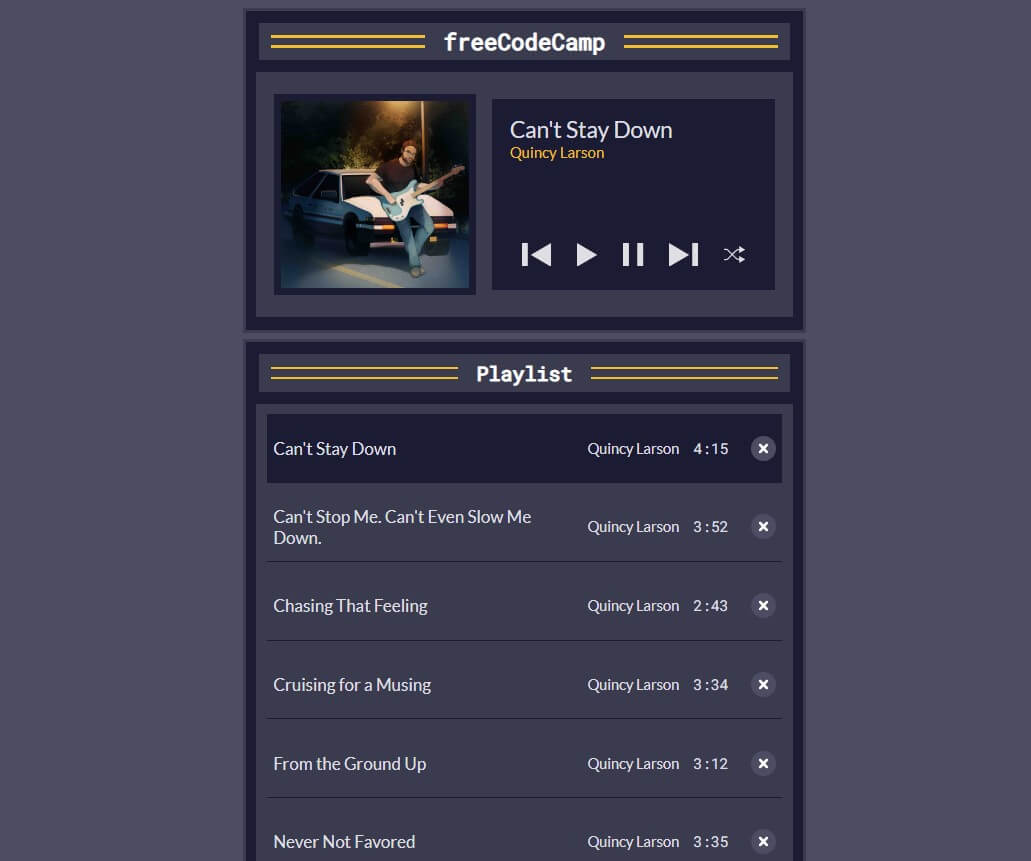 freeCodeCamp
Can't Stay Down
Quincy Larson
Playlist
Can't Stay Down Quincy Larson 4:15
Can't Stop Me. Can't Even Slow Me
Down. Quincy Larson 3:52
Chasing That Feeling Quincy Larson 2:43
Cruising for a Musing Quincy Larson 3:34
From the Ground Up Quincy Larson 3:12
Never Not Favored Quincy Larson 3:35